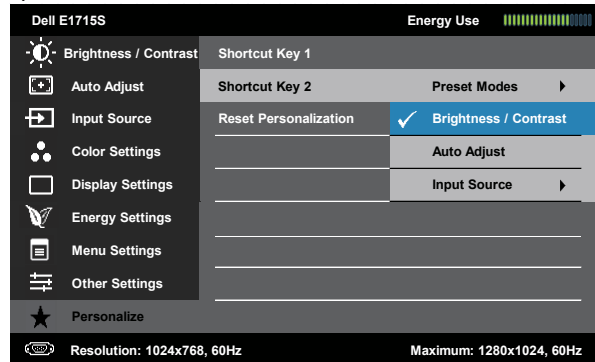 Dell E1715S Energy Use
Brightness / Contrast Shortcut Key 1
Auto Adjust Shortcut Key 2 Preset Modes
Input Source Reset Personalization Brightness / Contrast
Color Settings Auto Adjust
Display Settings Input Source
Energy Settings
Menu Settings
Other Settings
Personalize
Resolution: 1024x768, 60Hz Maximum: 1280x1024, 60Hz